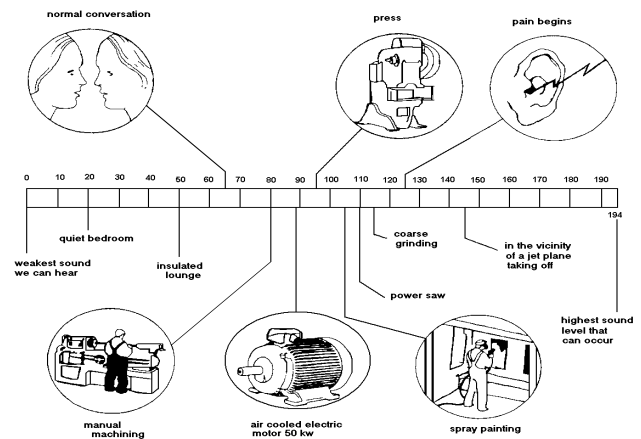 normal conversation
press
pain begins
0 10 20 30 40 50 60 70 80 90 100 110 120 130 140 150 160 170 180 190
194
quiet bedroom
weakest sound
we can hear
insulated
lounge
coarse
grinding
in the vicinity
of a jet plane
taking off
power saw
highest sound
level that
can occur
manual
machining
air cooled electric
motor 50 kw
spray painting